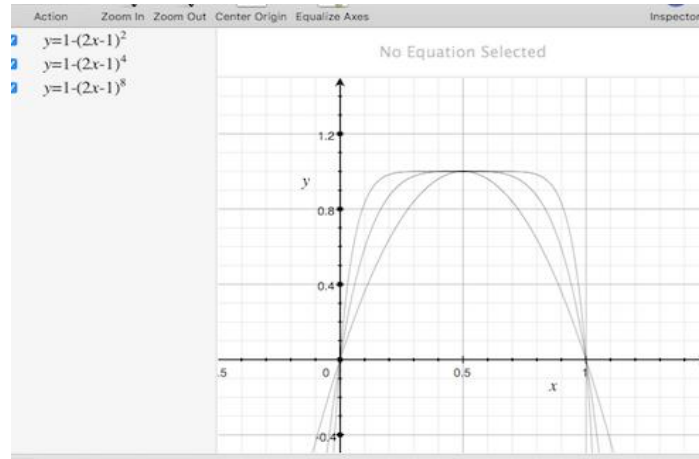 Action Zoom In Zoom Out Center Origin Equalize Axes Inspector
y=1-(2x-1)²
y=1-(2x-1)⁴
y=1-(2x-1)⁸
No Equation Selected
1.2
y
0.8
0.4
.5 0 0.5 1
x
-0.4